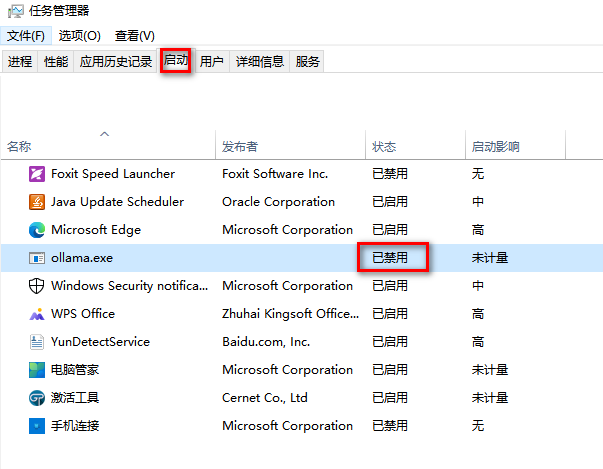 任务管理器
文件(F) 选项(O) 查看(V)
进程 性能 应用历史记录 启动 用户 详细信息 服务
名称 发布者 状态 启动影响
Foxit Speed Launcher Foxit Software Inc. 已禁用 无
Java Update Scheduler Oracle Corporation 已启用 中
Microsoft Edge Microsoft Corporation 已启用 高
ollama.exe 已禁用 未计量
Windows Security notifica... Microsoft Corporation 已启用 中
WPS Office Zhuhai Kingsoft Office... 已启用 高
YunDetectService Baidu.com, Inc. 已启用 高
电脑管家 Microsoft Corporation 已启用 未计量
激活工具 Cernet Co., Ltd 已启用 未计量
手机连接 Microsoft Corporation 已禁用 无